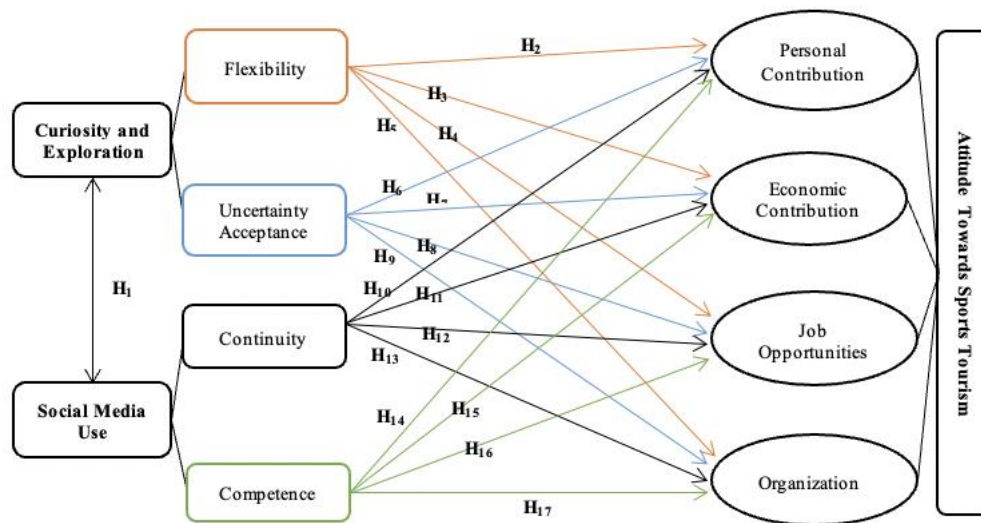 Flexibility
Curiosity and
Exploration
Uncertainty
Acceptance
H1
Continuity
Social Media
Use
Competence
H2
H3
H5
H4
H6
H7
H8
H9
H10
H11
H12
H13
H14
H15
H16
H17
Personal
Contribution
Economic
Contribution
Job
Opportunities
Organization
Attitude Towards Sports Tourism